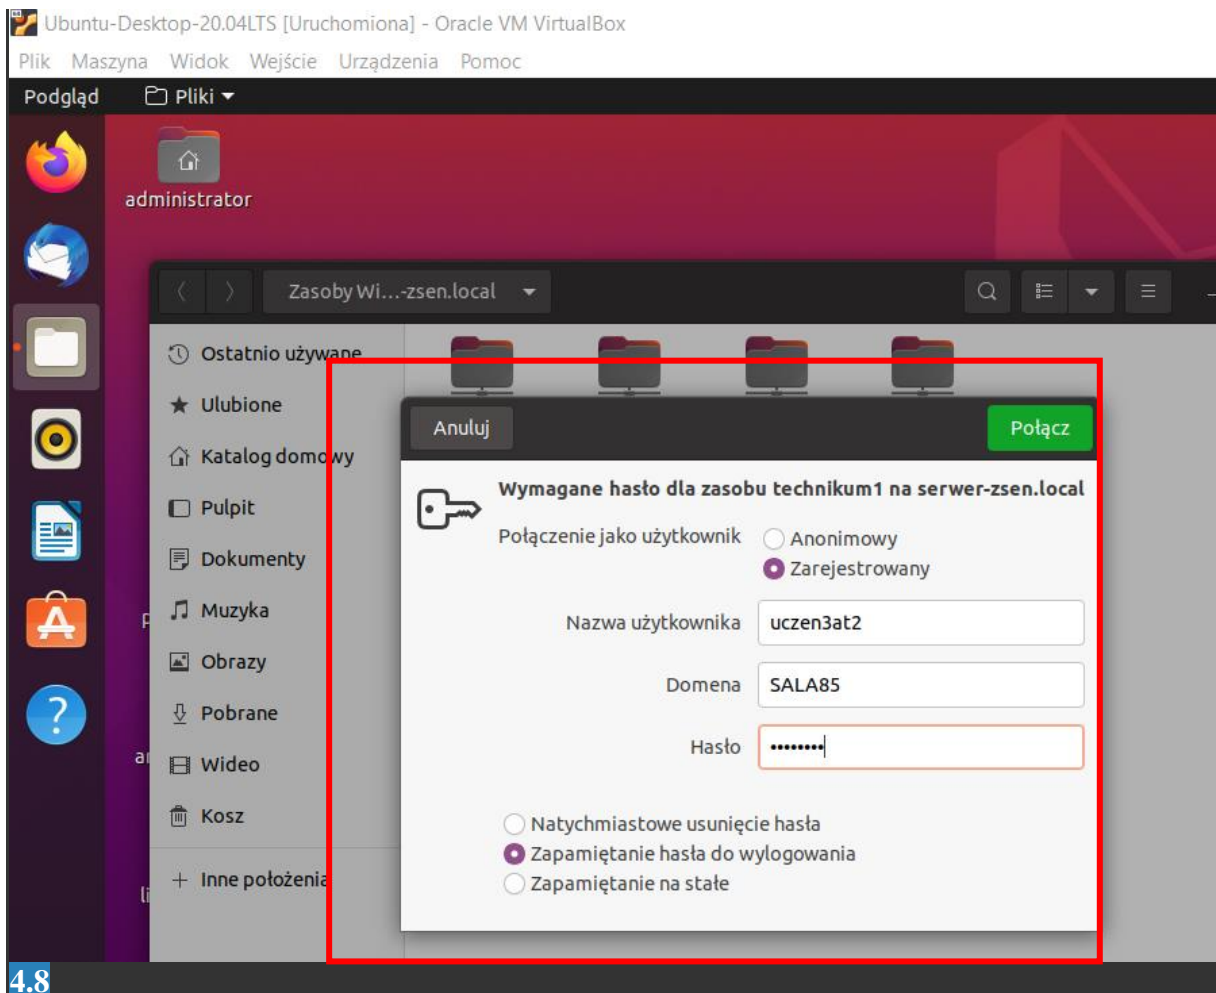 Ubuntu-Desktop-20.04LTS [Uruchomiona] - Oracle VM VirtualBox
Plik Maszyna Widok Wejście Urządzenia Pomoc
Podgląd Pliki
administrator
Zasoby Wi...-zsen.local
Ostatnio używane
Ulubione
Katalog domowy
Pulpit
Dokumenty
Muzyka
Obrazy
Pobrane
Wideo
Kosz
+ Inne położenia
Anuluj Połącz
Wymagane hasło dla zasobu technikum1 na serwer-zsen.local
Połączenie jako użytkownik Anonimowy
Zarejestrowany
Nazwa użytkownika uczen3at2
Domena SALA85
Hasło ••••••••
Natychmiastowe usunięcie hasła
Zapamiętanie hasła do wylogowania
Zapamiętanie na stałe
4.8